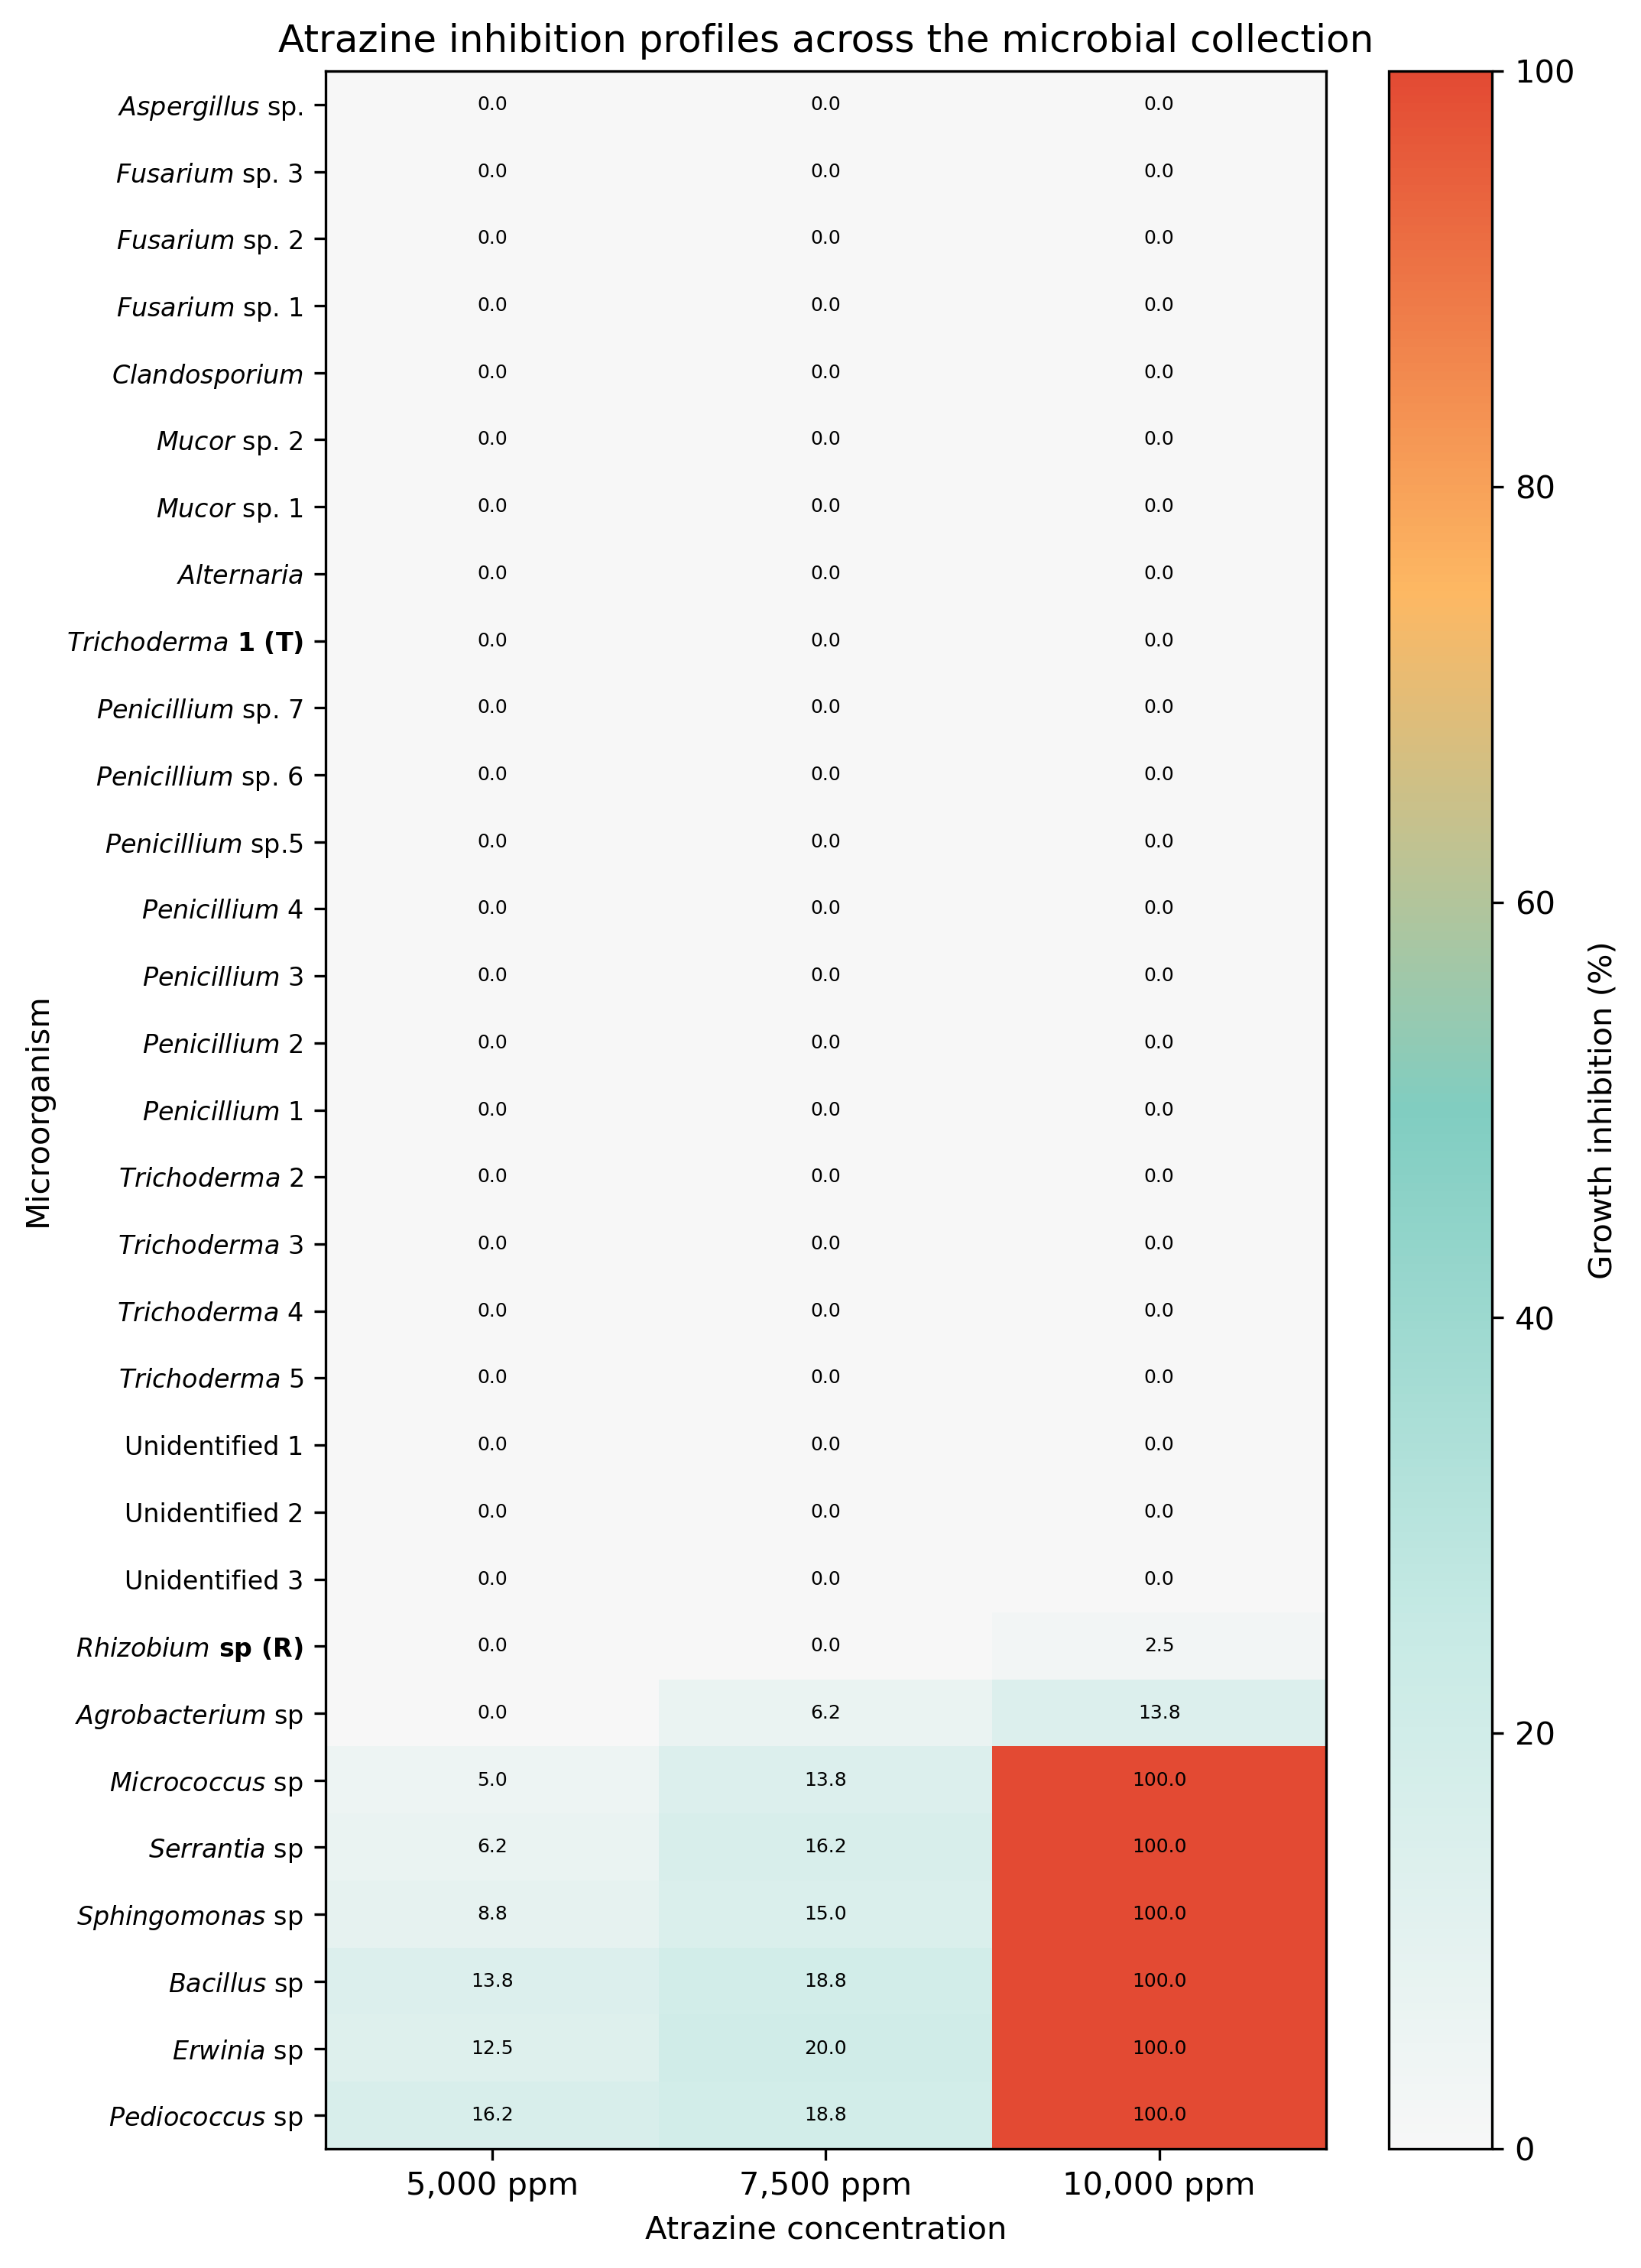 Atrazine inhibition profiles across the microbial collection
Aspergillus sp. 0.0 0.0 0.0
Fusarium sp. 3 0.0 0.0 0.0
Fusarium sp. 2 0.0 0.0 0.0
Fusarium sp. 1 0.0 0.0 0.0
Clandosporium 0.0 0.0 0.0
Mucor sp. 2 0.0 0.0 0.0
Mucor sp. 1 0.0 0.0 0.0
Alternaria 0.0 0.0 0.0
Trichoderma 1 (T) 0.0 0.0 0.0
Penicillium sp. 7 0.0 0.0 0.0
Penicillium sp. 6 0.0 0.0 0.0
Penicillium sp.5 0.0 0.0 0.0
Penicillium 4 0.0 0.0 0.0
Penicillium 3 0.0 0.0 0.0
Penicillium 2 0.0 0.0 0.0
Penicillium 1 0.0 0.0 0.0
Trichoderma 2 0.0 0.0 0.0
Trichoderma 3 0.0 0.0 0.0
Trichoderma 4 0.0 0.0 0.0
Trichoderma 5 0.0 0.0 0.0
Unidentified 1 0.0 0.0 0.0
Unidentified 2 0.0 0.0 0.0
Unidentified 3 0.0 0.0 0.0
Rhizobium sp (R) 0.0 0.0 2.5
Agrobacterium sp 0.0 6.2 13.8
Micrococcus sp 5.0 13.8 100.0
Serrantia sp 6.2 16.2 100.0
Sphingomonas sp 8.8 15.0 100.0
Bacillus sp 13.8 18.8 100.0
Erwinia sp 12.5 20.0 100.0
Pediococcus sp 16.2 18.8 100.0
5,000 ppm 7,500 ppm 10,000 ppm
Atrazine concentration
Microorganism
100
80
60
40
20
0
Growth inhibition (%)